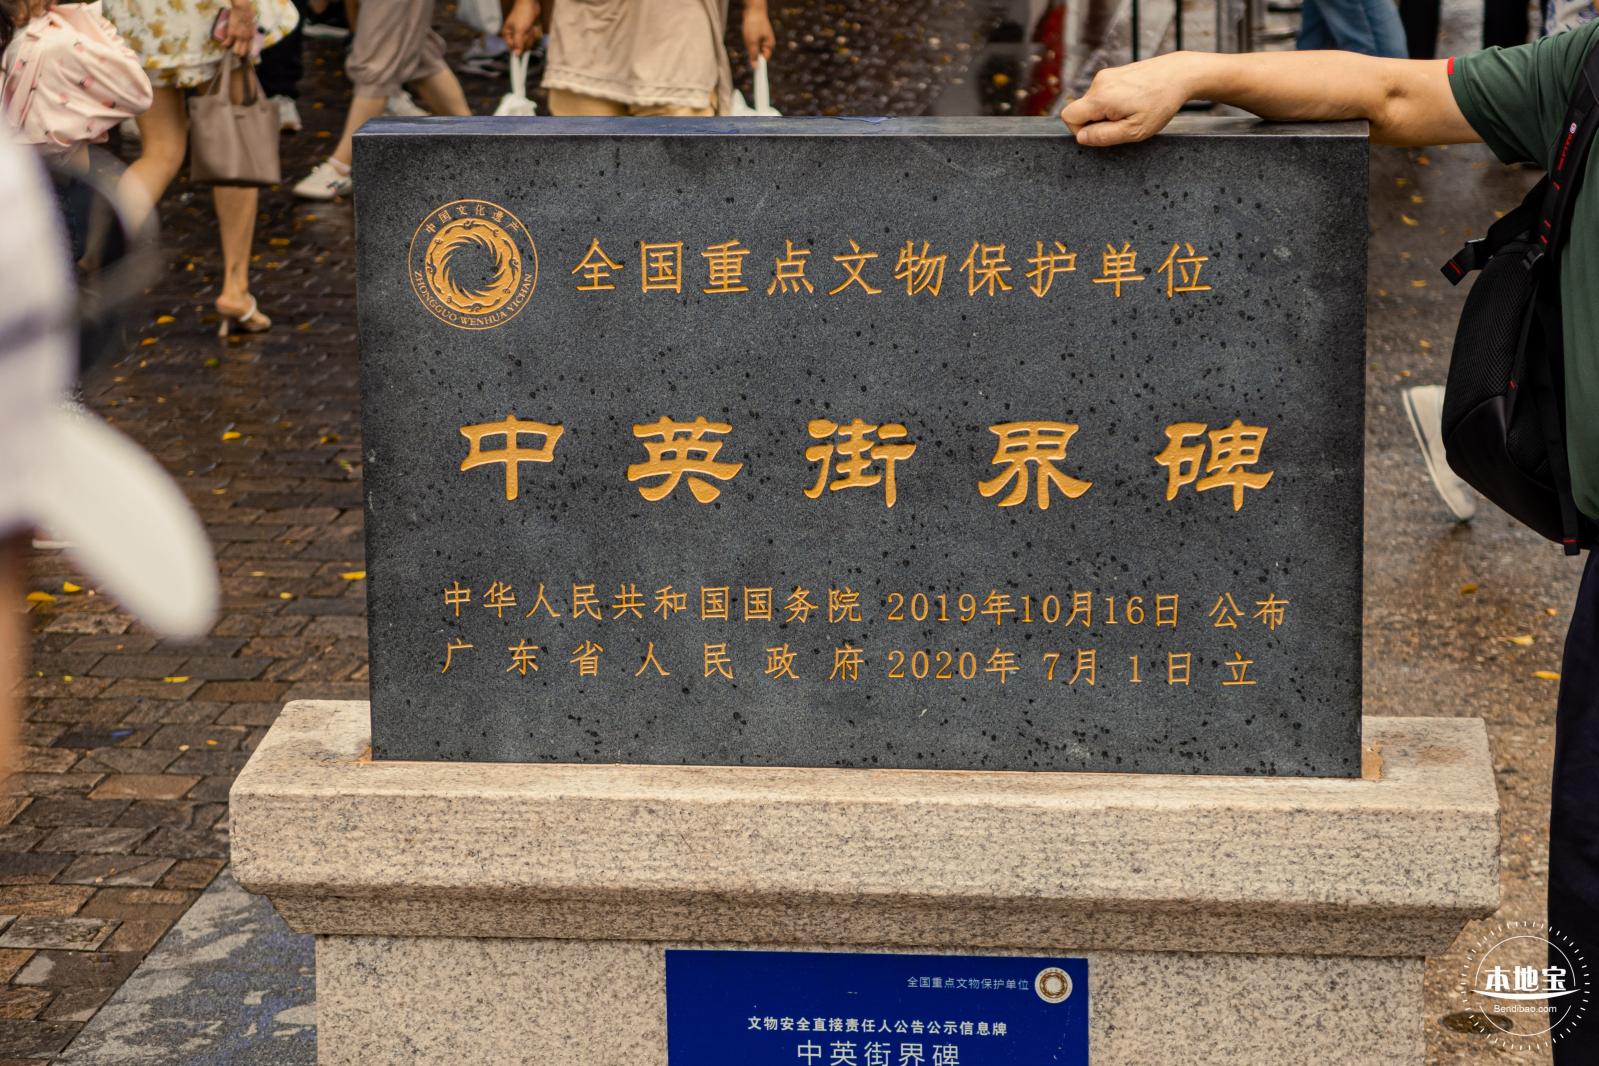 中国文化遗产
ZHONGGUO WENHUA YICHAN
全国重点文物保护单位
中英街界碑
中华人民共和国国务院 2019年10月16日 公布
广东省人民政府 2020年 7月 1日 立
全国重点文物保护单位
文物安全直接责任人公告公示信息牌
中英街界碑
本地宝
Bendibao.com